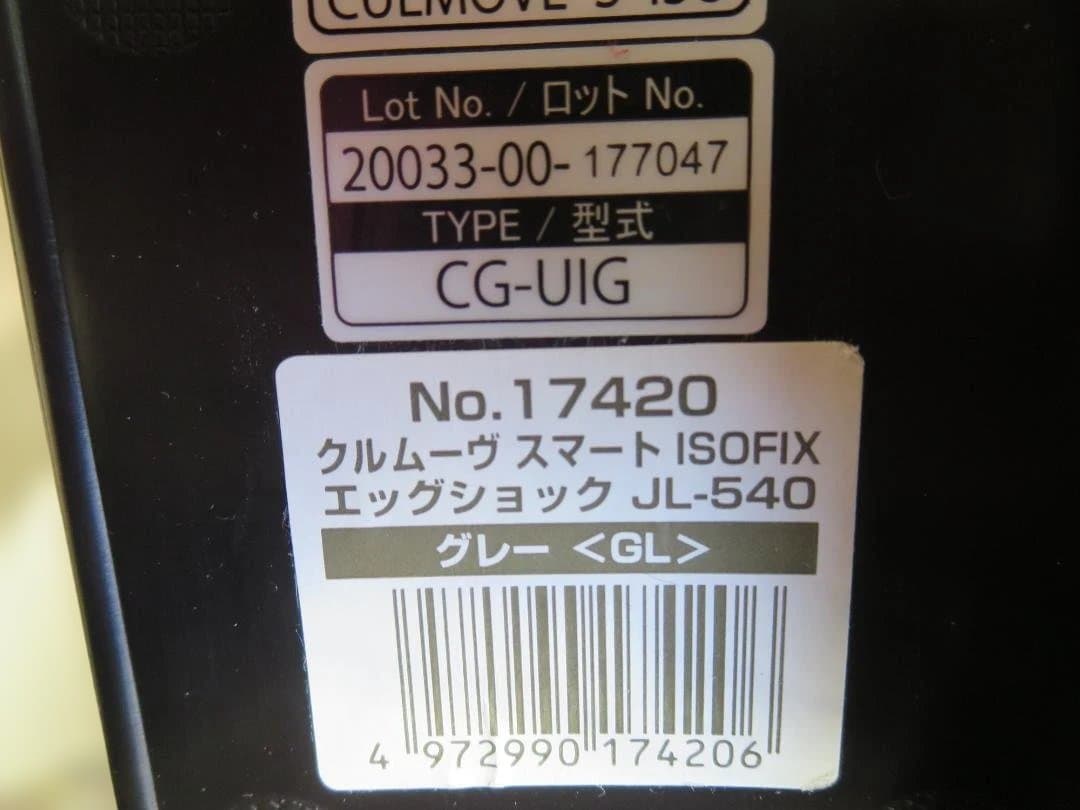 Lot No. / ロット No.
20033-00-177047
TYPE / 型式
CG-UIG
No.17420
クルムーヴ スマート ISOFIX
エッグショック JL-540
グレー <GL>
4 972990 174206